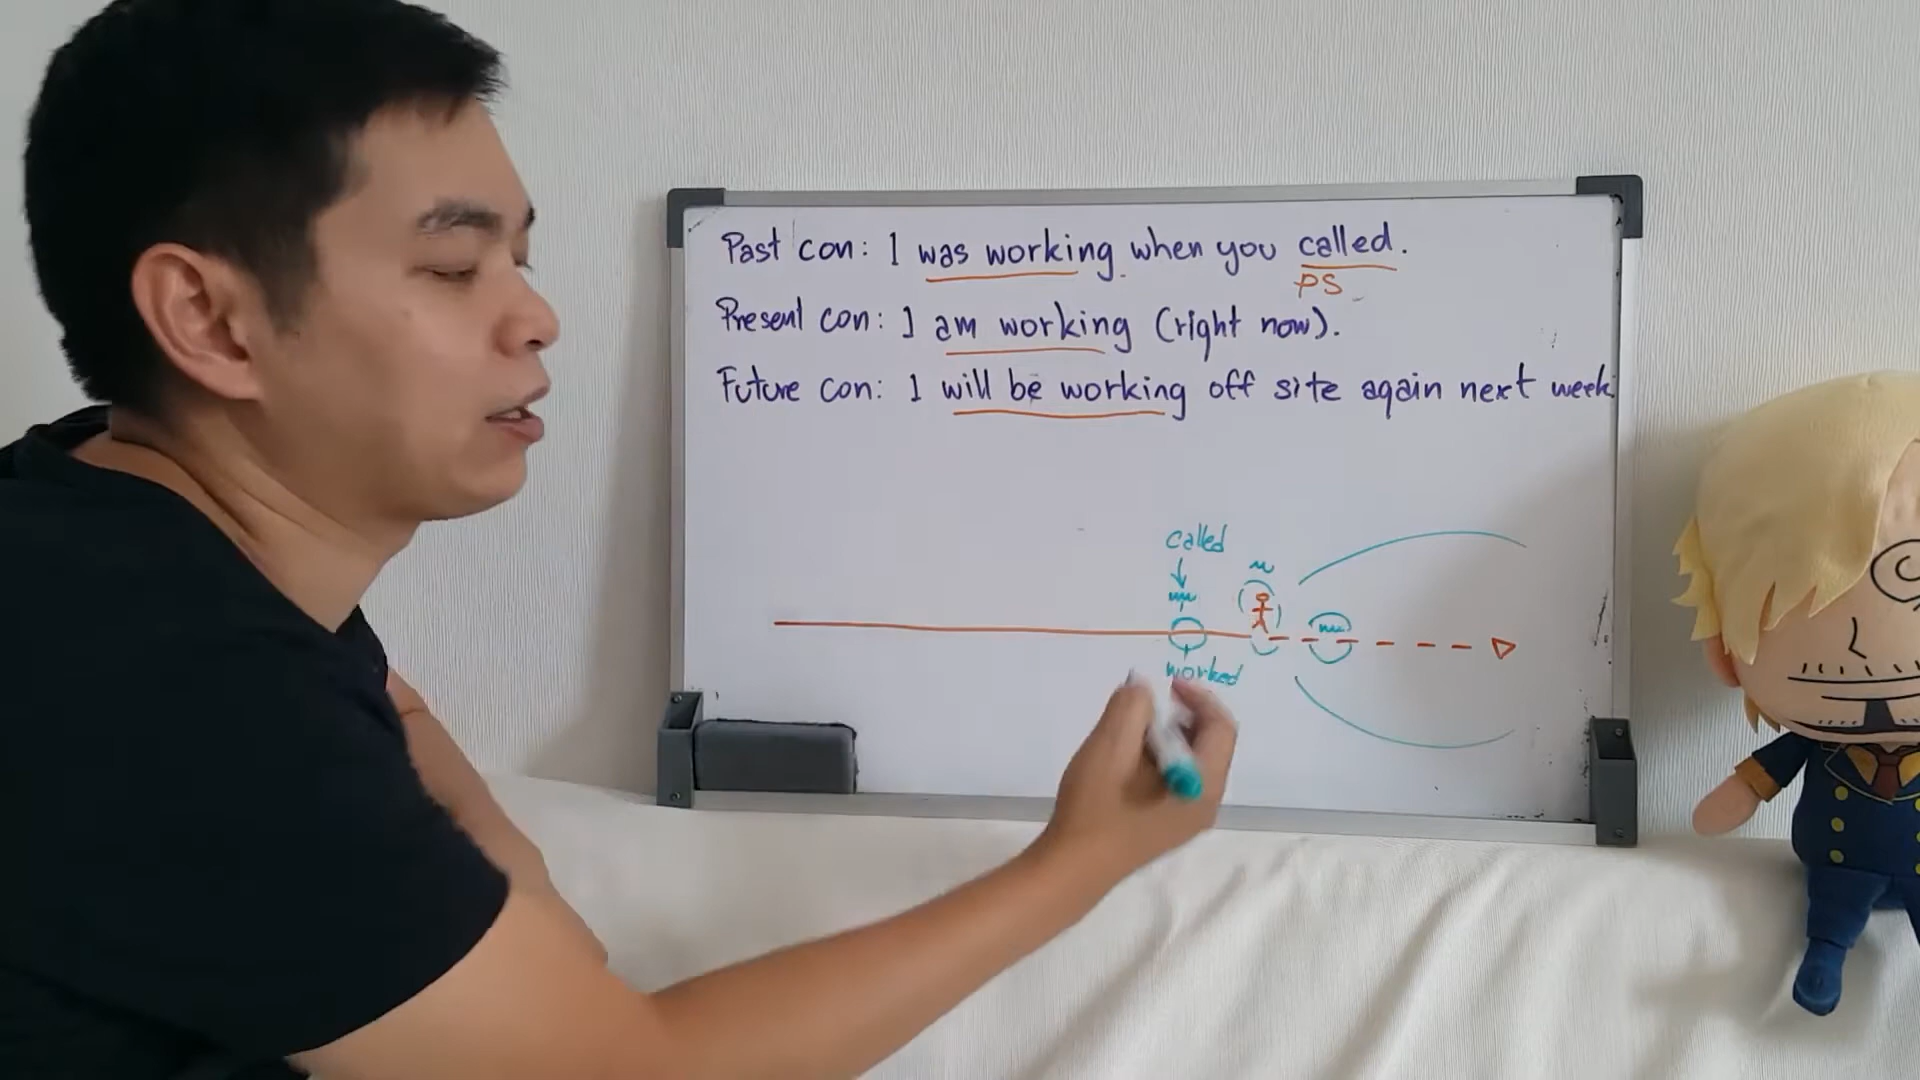 Past con: I was working when you called.
PS
Present con: I am working (right now).
Future con: I will be working off site again next week
called
worked